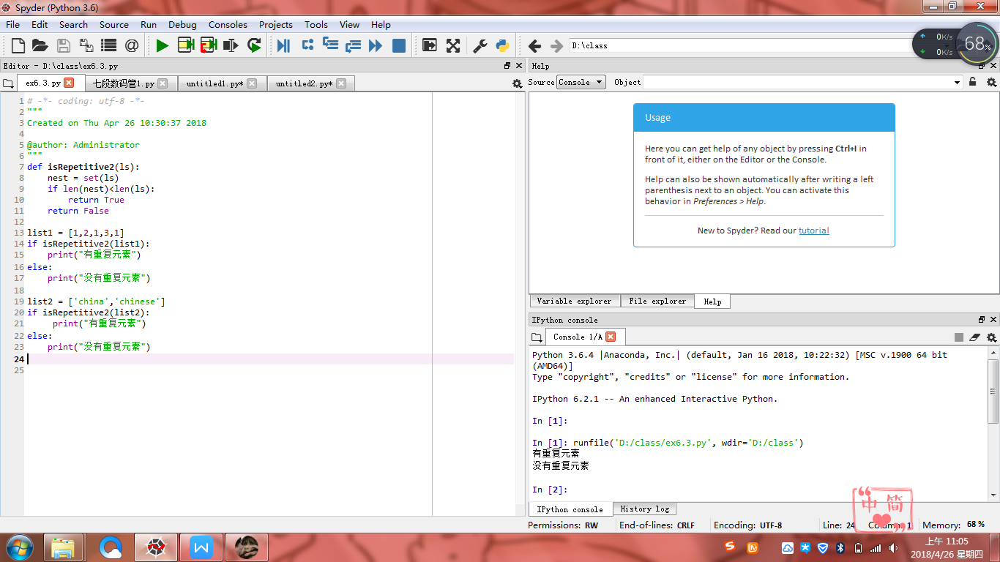 Spyder (Python 3.6)
File Edit Search Source Run Debug Consoles Projects Tools View Help
D:\class
0K/s
0K/s
68%
Editor - D:\class\ex6.3.py
ex6.3.py
七段数码管1.py
untitled1.py*
untitled2.py*
1 # -*- coding: utf-8 -*-
2 """
3 Created on Thu Apr 26 10:30:37 2018
4
5 @author: Administrator
6 """
7 def isRepetitive2(ls):
8     nest = set(ls)
9     if len(nest)<len(ls):
10         return True
11     return False
12
13 list1 = [1,2,1,3,1]
14 if isRepetitive2(list1):
15     print("有重复元素")
16 else:
17     print("没有重复元素")
18
19 list2 = ['china','chinese']
20 if isRepetitive2(list2):
21      print("有重复元素")
22 else:
23     print("没有重复元素")
24
25
Help
Source Console Object
Usage
Here you can get help of any object by pressing Ctrl+I in
front of it, either on the Editor or the Console.
Help can also be shown automatically after writing a left
parenthesis next to an object. You can activate this
behavior in Preferences > Help.
New to Spyder? Read our tutorial
Variable explorer File explorer Help
IPython console
Console 1/A
Python 3.6.4 |Anaconda, Inc.| (default, Jan 16 2018, 10:22:32) [MSC v.1900 64 bit
(AMD64)]
Type "copyright", "credits" or "license" for more information.
IPython 6.2.1 -- An enhanced Interactive Python.
In [1]:
In [1]: runfile('D:/class/ex6.3.py', wdir='D:/class')
有重复元素
没有重复元素
In [2]:
IPython console History log
中 简
Permissions: RW End-of-lines: CRLF Encoding: UTF-8 Line: 24 Column: 1 Memory: 68 %
上午 11:05
2018/4/26 星期四